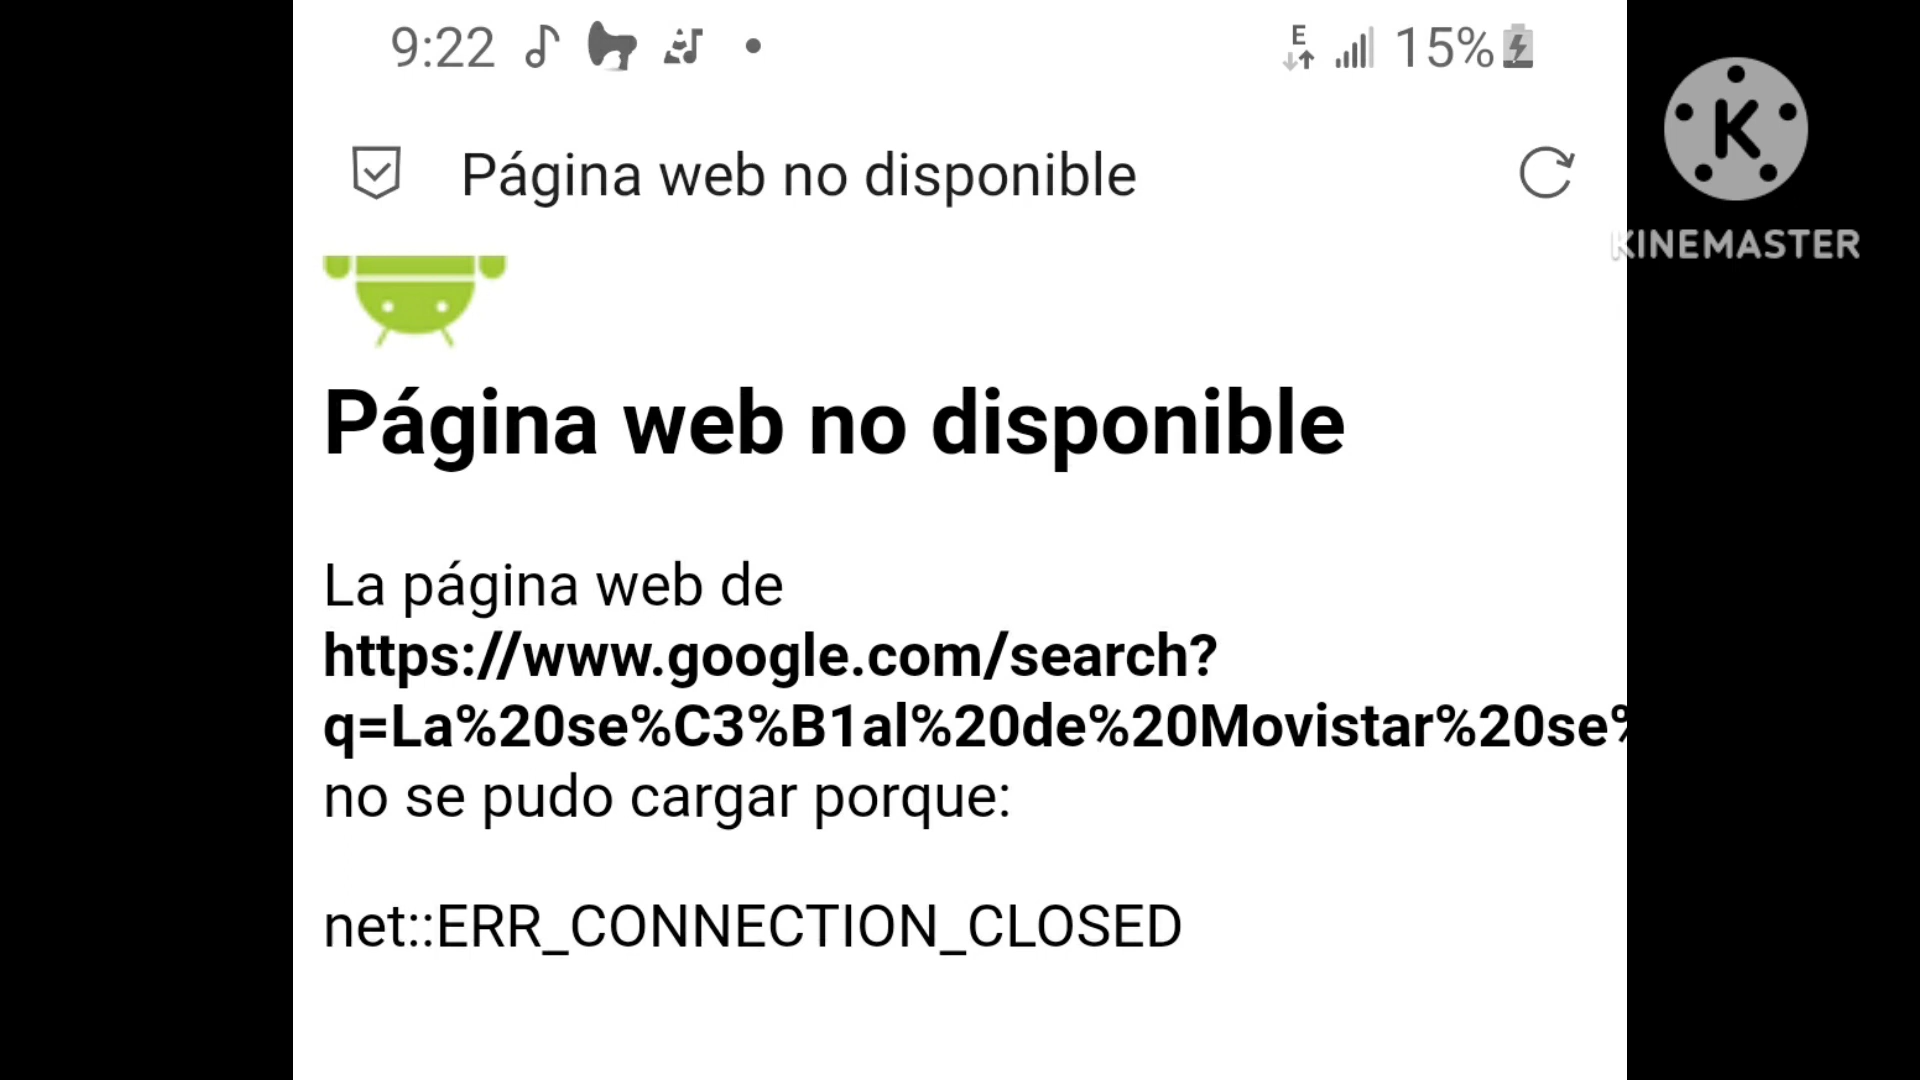 9:22 E 15%
Página web no disponible
K
KINEMASTER
Página web no disponible
La página web de
https://www.google.com/search?
q=La%20se%C3%B1al%20de%20Movistar%20se%
no se pudo cargar porque:
net::ERR_CONNECTION_CLOSED